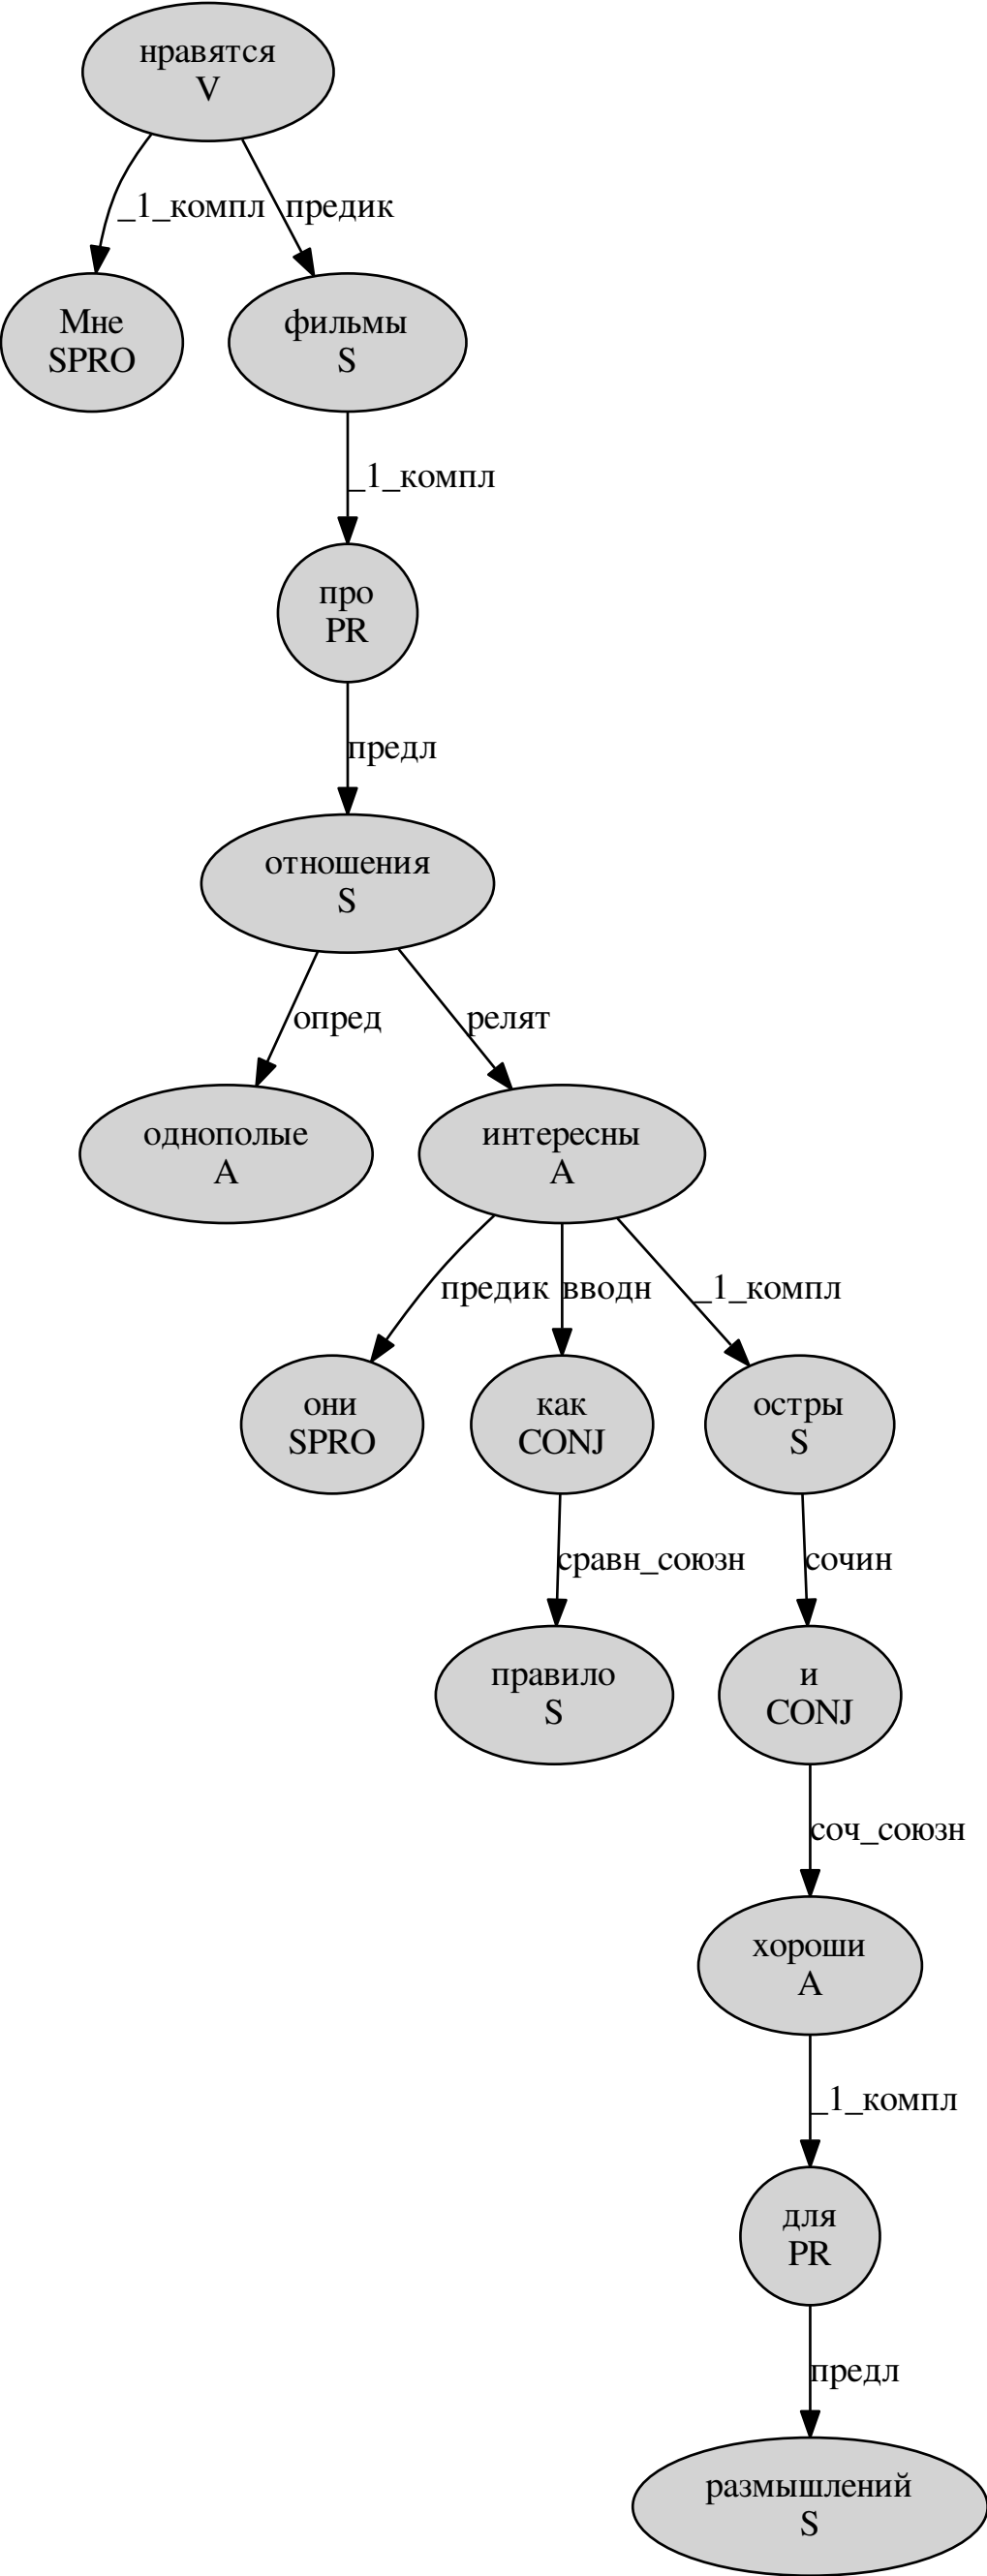 нравятся
V
_1_компл предик
Мне
SPRO
фильмы
S
_1_компл
про
PR
предл
отношения
S
опред релят
однополые
A
интересны
A
предик вводн _1_компл
они
SPRO
как
CONJ
остры
S
сравн_союзн сочин
правило
S
и
CONJ
соч_союзн
хороши
A
_1_компл
для
PR
предл
размышлений
S